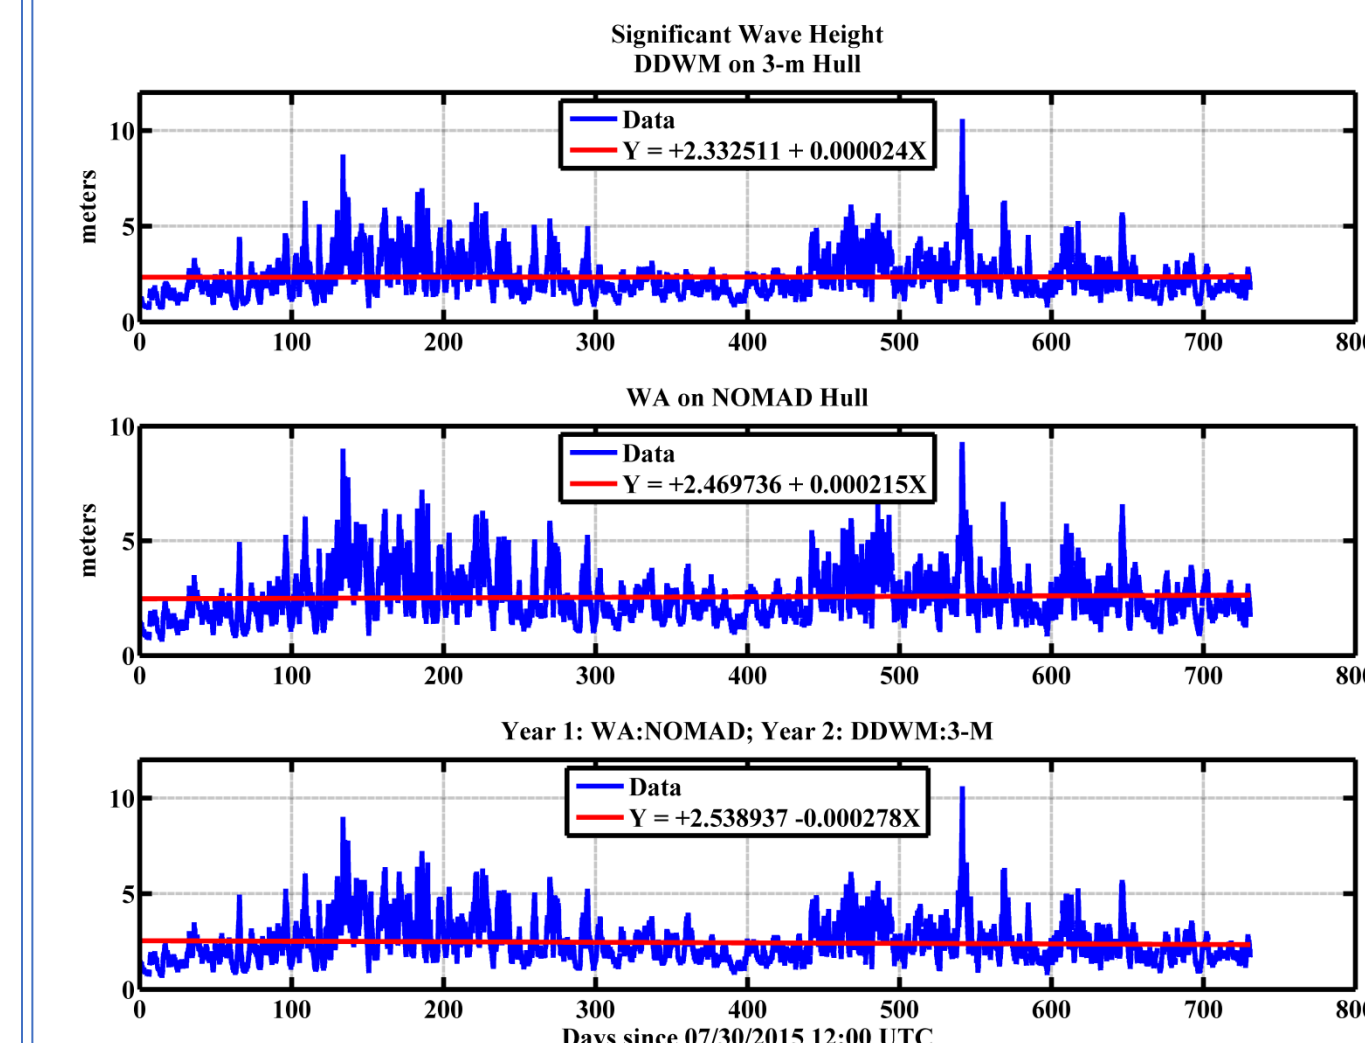 Significant Wave Height
DDWM on 3-m Hull
meters
10
5
0
Data
Y = +2.332511 + 0.000024X
0 100 200 300 400 500 600 700 800
WA on NOMAD Hull
meters
10
5
0
Data
Y = +2.469736 + 0.000215X
0 100 200 300 400 500 600 700 800
Year 1: WA:NOMAD; Year 2: DDWM:3-M
10
5
0
Data
Y = +2.538937 -0.000278X
0 100 200 300 400 500 600 700 800
Days since 07/30/2015 12:00 UTC